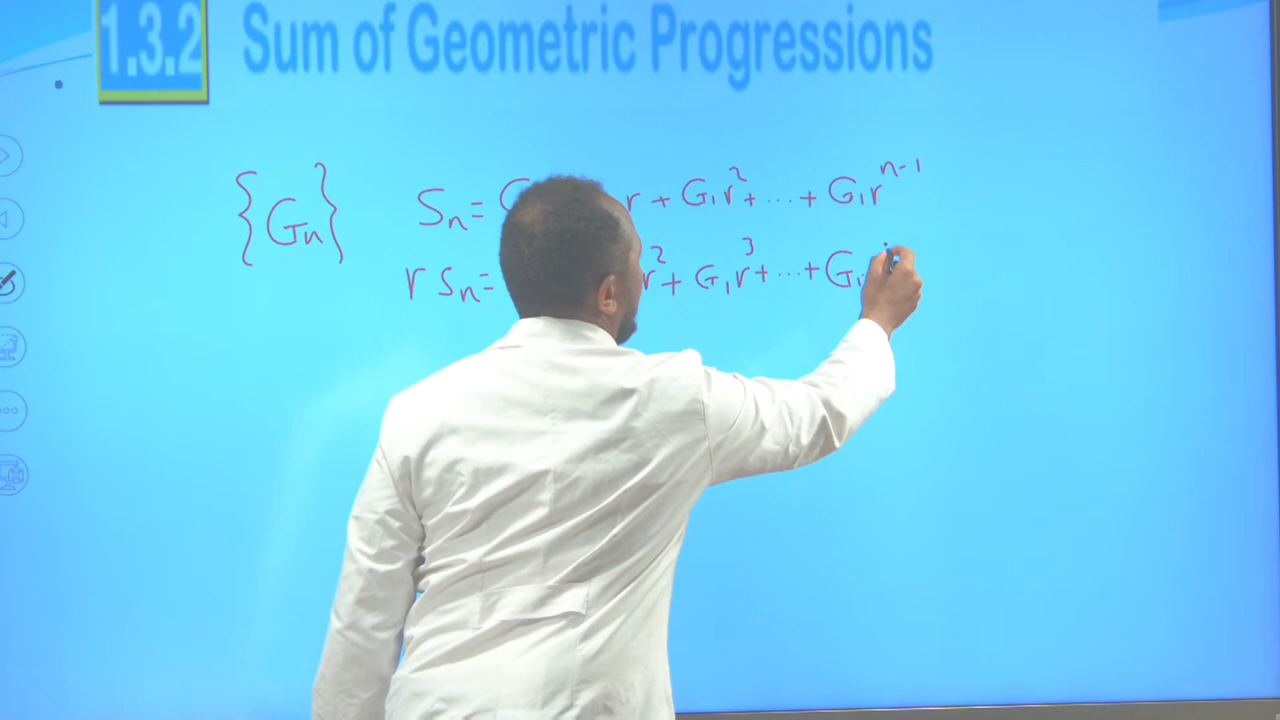 1.3.2 Sum of Geometric Progressions
{Gₙ} Sₙ= G r + G₁r² + ... + G₁rⁿ⁻¹
r Sₙ= r² + G₁r³ + ... + G₁